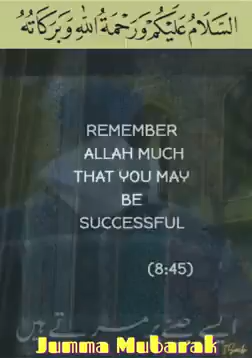 السَّلَامُ عَلَيْكُمْ وَرَحْمَةُ اللهِ وَبَرَكَاتُهُ
REMEMBER
ALLAH MUCH
THAT YOU MAY
BE
SUCCESSFUL
(8:45)
Jumma Mubarak